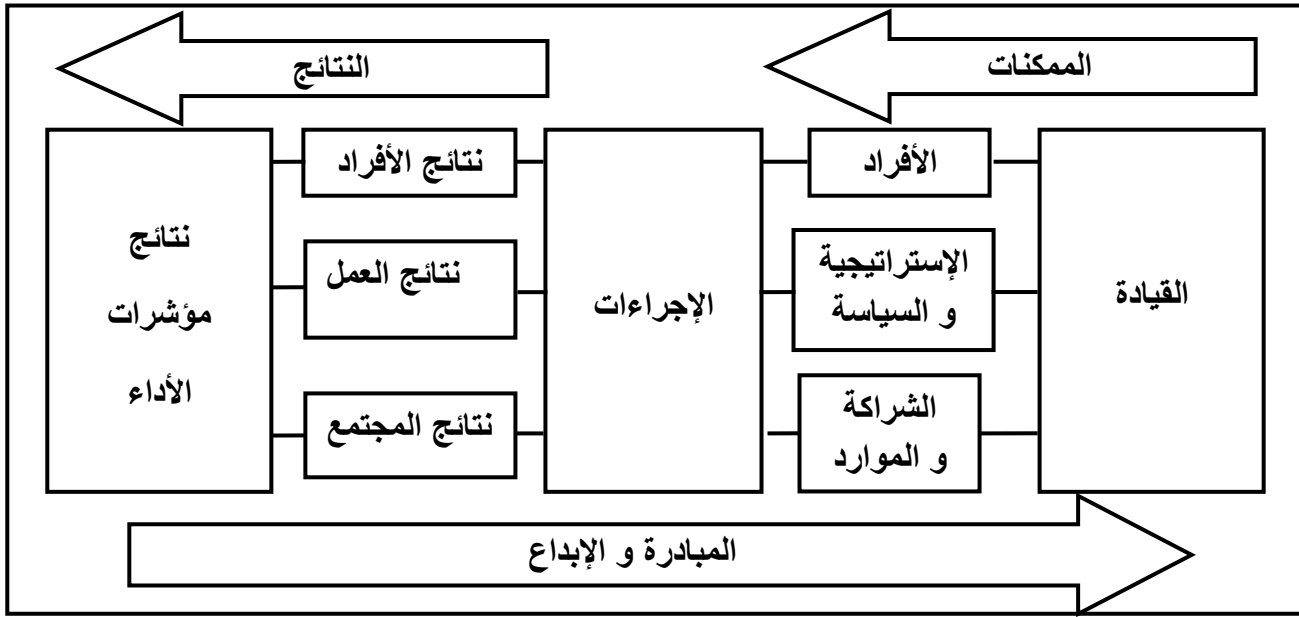 الممكنات
النتائج
القيادة
الأفراد
الإستراتيجية
و السياسة
الشراكة
و الموارد
الإجراءات
نتائج الأفراد
نتائج العمل
نتائج المجتمع
نتائج
مؤشرات
الأداء
المبادرة و الإبداع